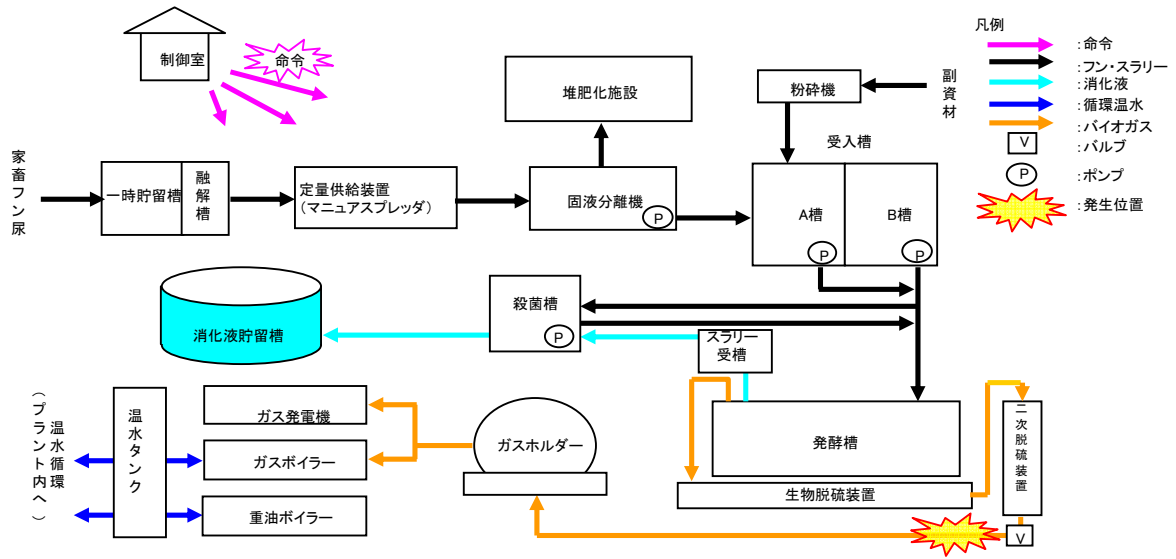 制御室
命令
凡例
:命令
:フン・スラリー
:消化液
:循環温水
:バイオガス
V
:バルブ
P
:ポンプ
:発生位置
堆肥化施設
粉砕機
副資材
受入槽
家畜フン尿
一時貯留槽
融解槽
定量供給装置
(マニュアスプレッダ)
固液分離機
P
A槽
P
B槽
P
消化液貯留槽
殺菌槽
P
スラリー
受槽
温水循環
(プラント内へ)
温水タンク
ガス発電機
ガスボイラー
重油ボイラー
ガスホルダー
発酵槽
生物脱硫装置
二次脱硫装置
V